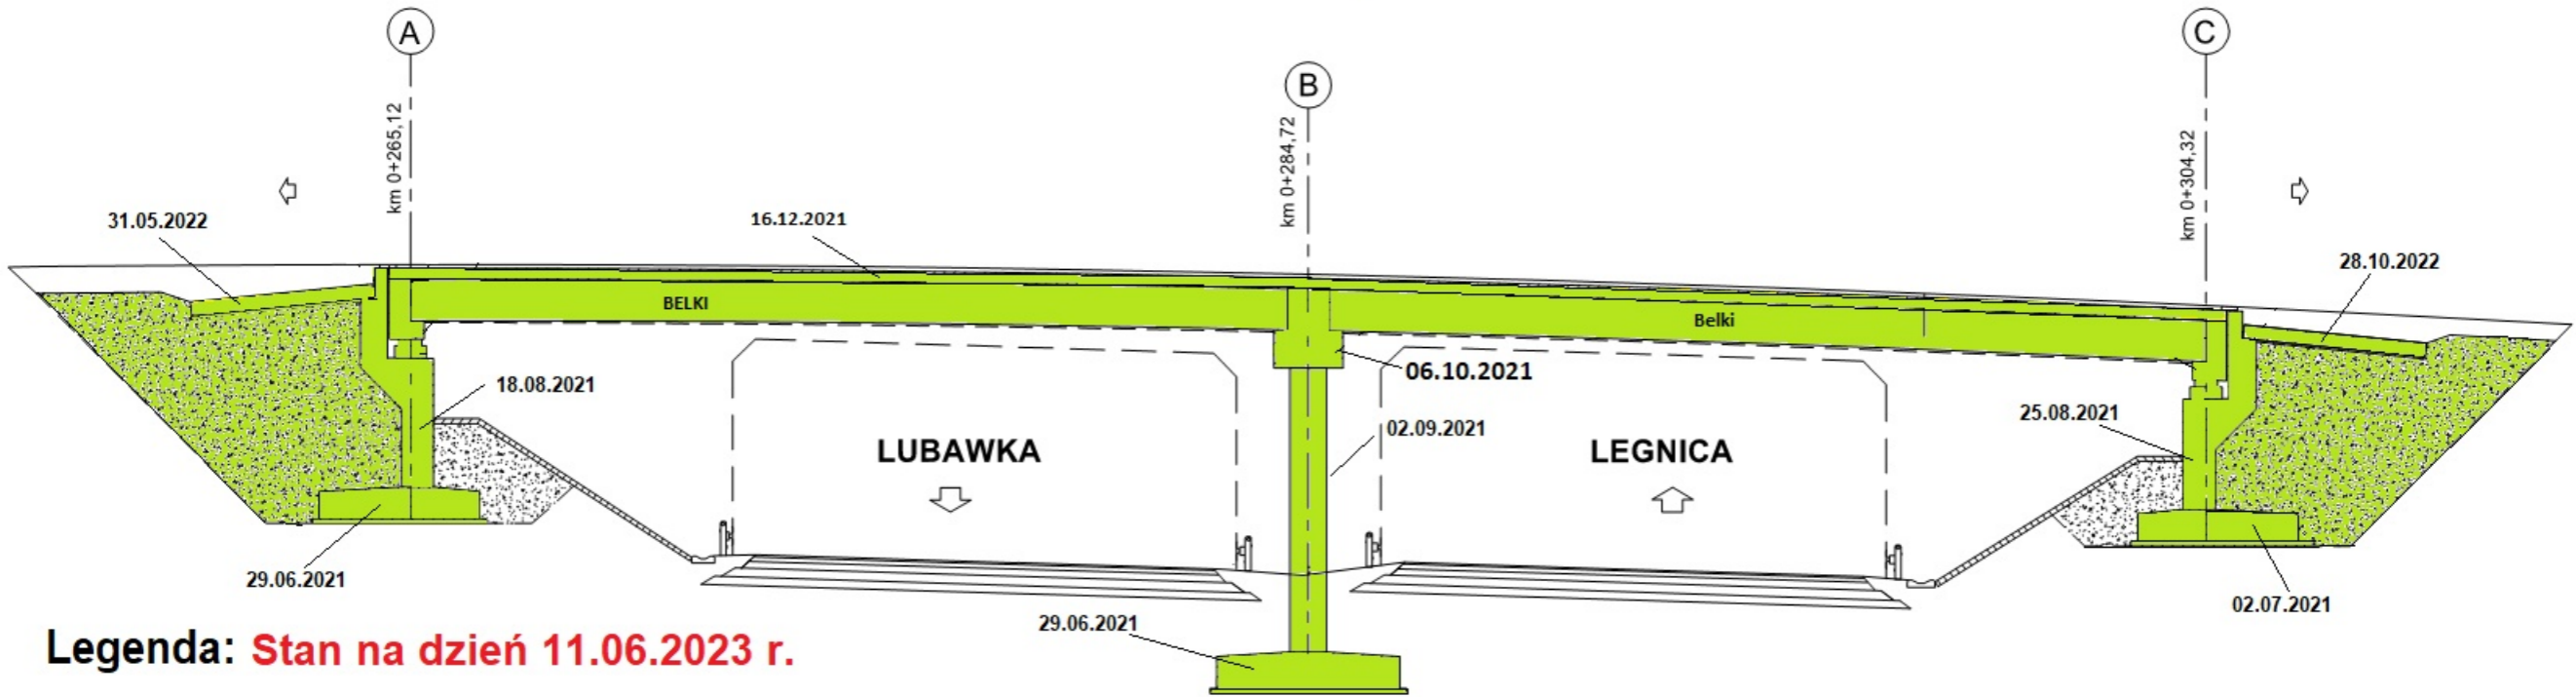 A
B
C
km 0+265,12
km 0+284,72
km 0+304,32
31.05.2022
16.12.2021
28.10.2022
BELKI
Belki
06.10.2021
18.08.2021
02.09.2021
25.08.2021
LUBAWKA
LEGNICA
29.06.2021
29.06.2021
02.07.2021
Legenda: Stan na dzień 11.06.2023 r.